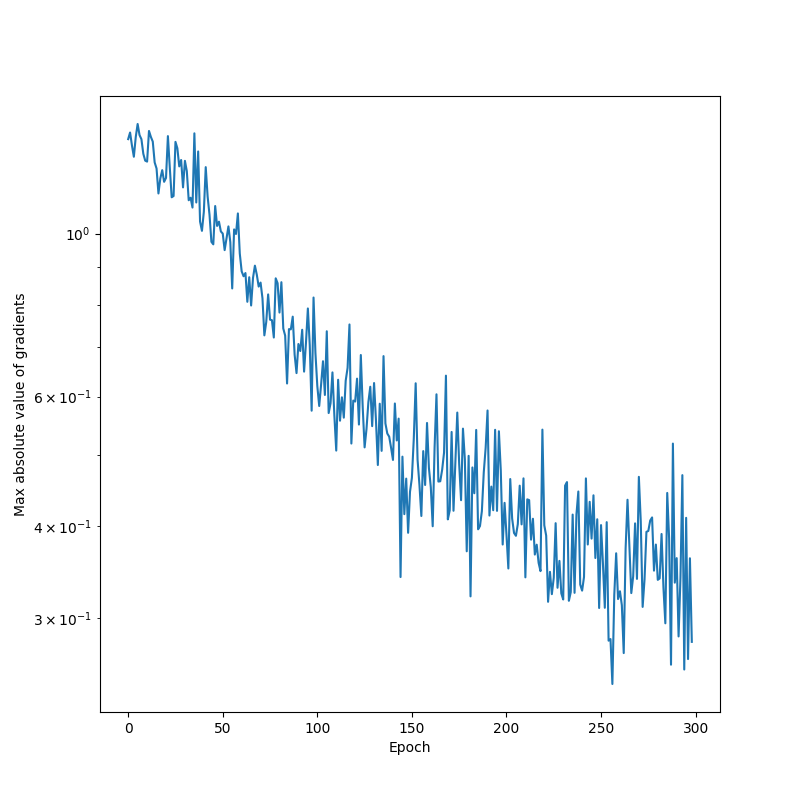 Max absolute value of gradients
10⁰
6 × 10⁻¹
4 × 10⁻¹
3 × 10⁻¹
0 50 100 150 200 250 300
Epoch